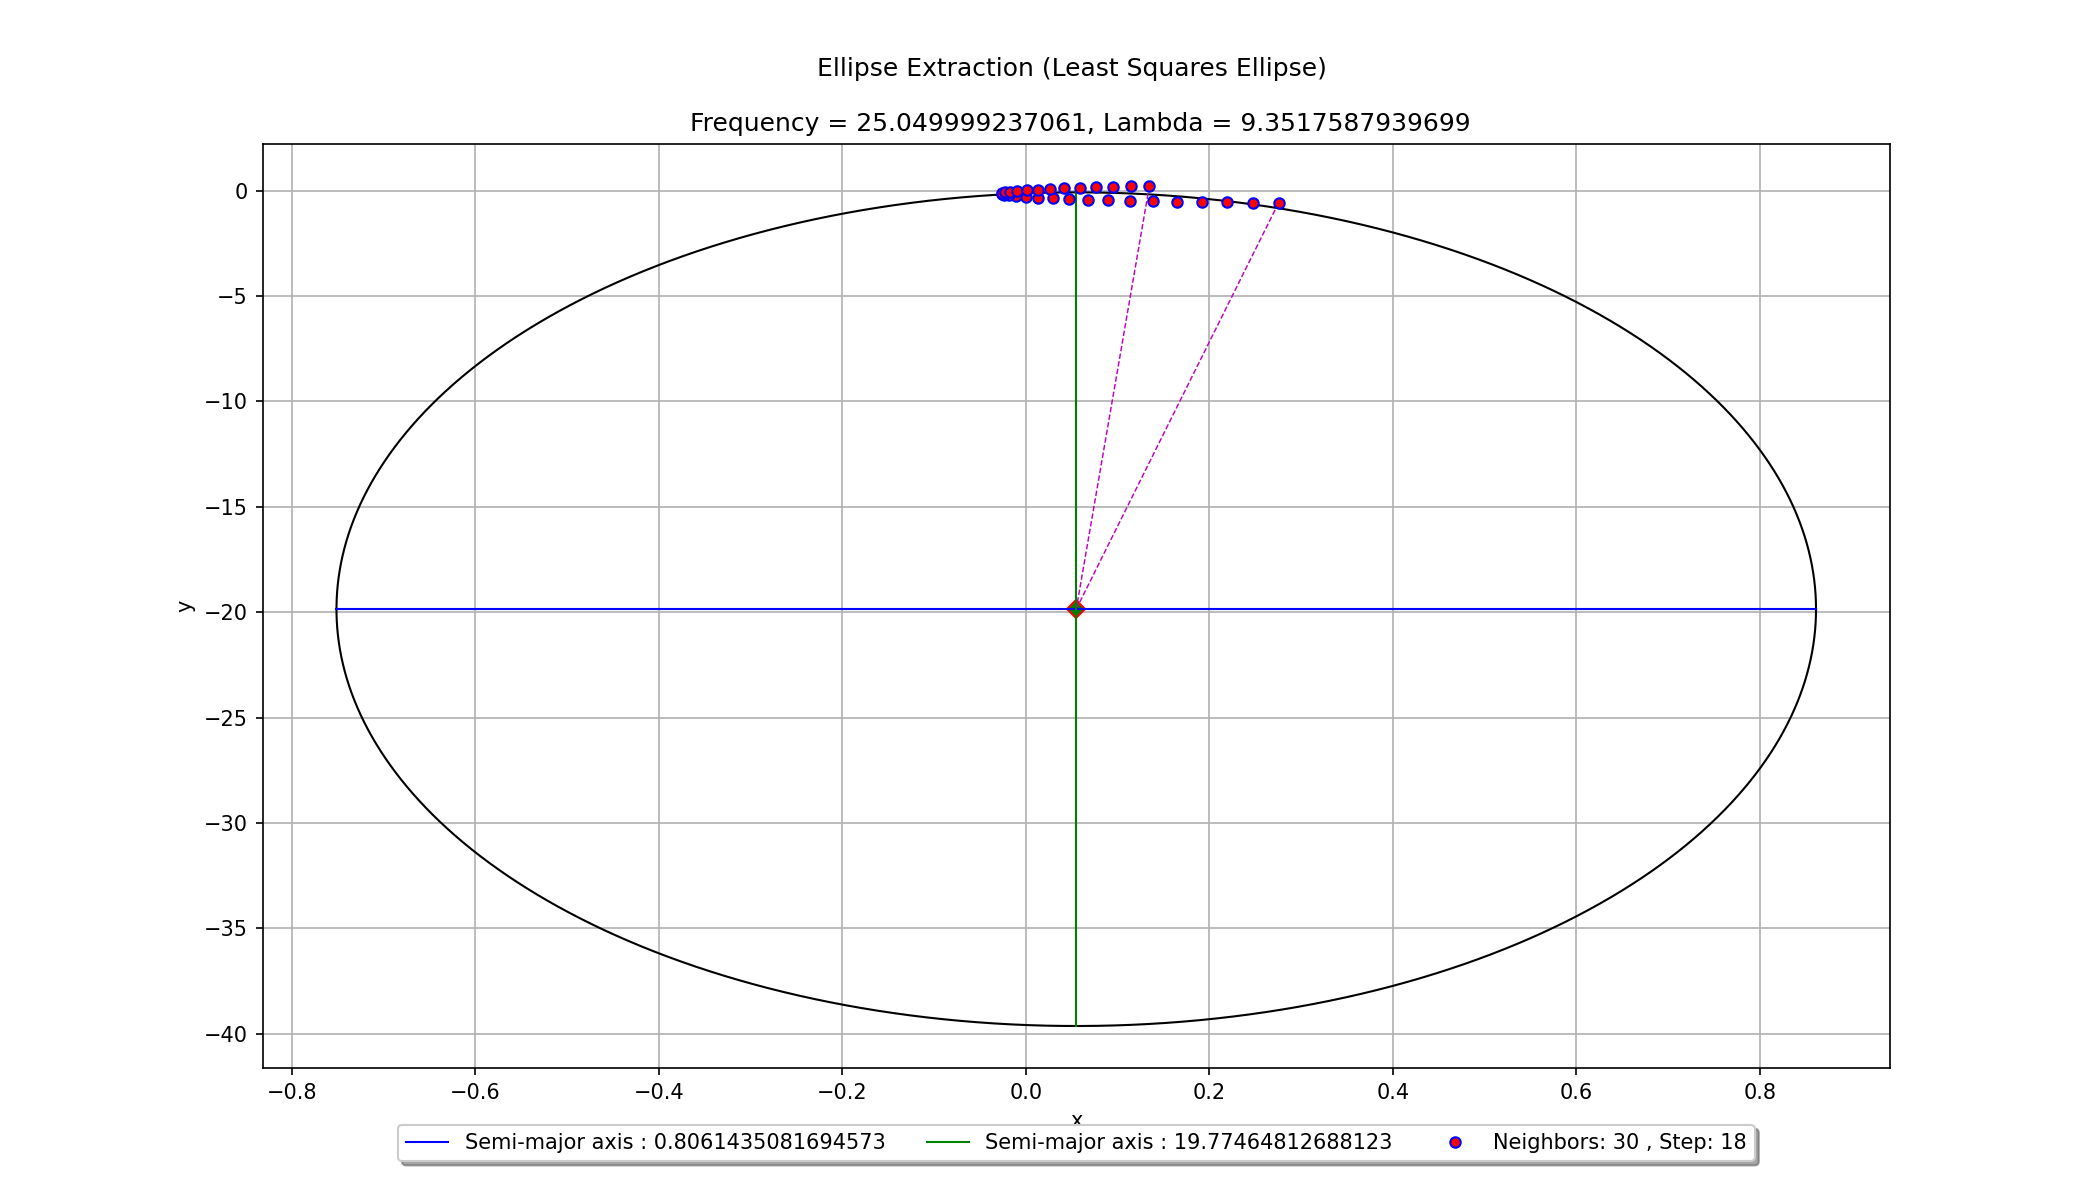 Ellipse Extraction (Least Squares Ellipse)
Frequency = 25.049999237061, Lambda = 9.3517587939699
0
−5
−10
−15
y
−20
−25
−30
−35
−40
−0.8 −0.6 −0.4 −0.2 0.0 0.2 0.4 0.6 0.8
x
Semi-major axis : 0.8061435081694573 Semi-major axis : 19.77464812688123 Neighbors: 30 , Step: 18